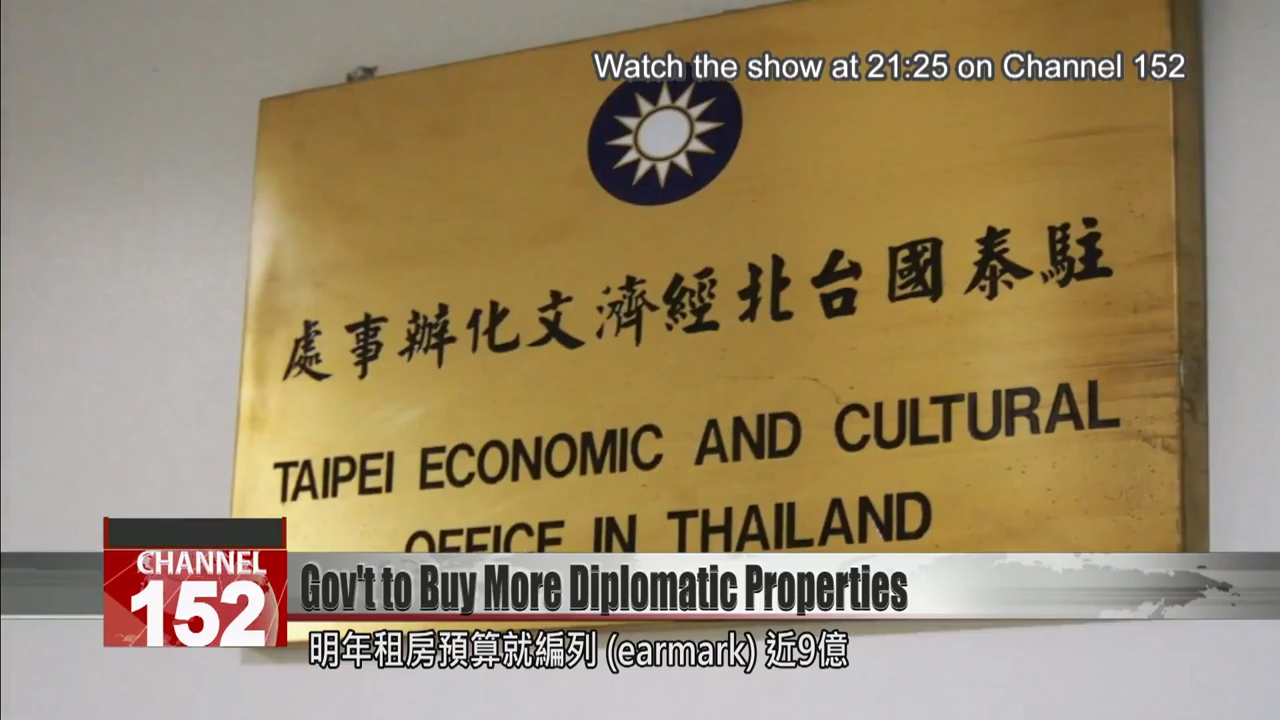 Watch the show at 21:25 on Channel 152
駐泰國台北經濟文化辦事處
TAIPEI ECONOMIC AND CULTURAL
OFFICE IN THAILAND
CHANNEL
152
Gov't to Buy More Diplomatic Properties
明年租房預算就編列 (earmark) 近9億